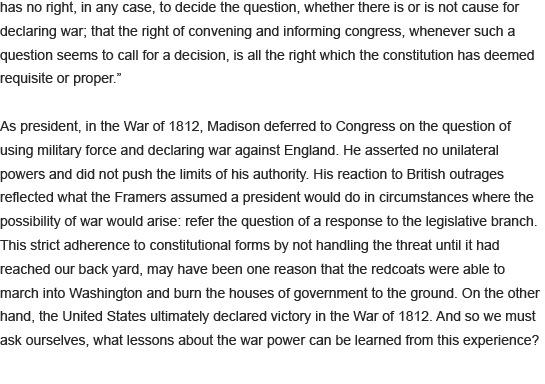 has no right, in any case, to decide the question, whether there is or is not cause for
declaring war; that the right of convening and informing congress, whenever such a
question seems to call for a decision, is all the right which the constitution has deemed
requisite or proper.”
As president, in the War of 1812, Madison deferred to Congress on the question of
using military force and declaring war against England. He asserted no unilateral
powers and did not push the limits of his authority. His reaction to British outrages
reflected what the Framers assumed a president would do in circumstances where the
possibility of war would arise: refer the question of a response to the legislative branch.
This strict adherence to constitutional forms by not handling the threat until it had
reached our back yard, may have been one reason that the redcoats were able to
march into Washington and burn the houses of government to the ground. On the other
hand, the United States ultimately declared victory in the War of 1812. And so we must
ask ourselves, what lessons about the war power can be learned from this experience?